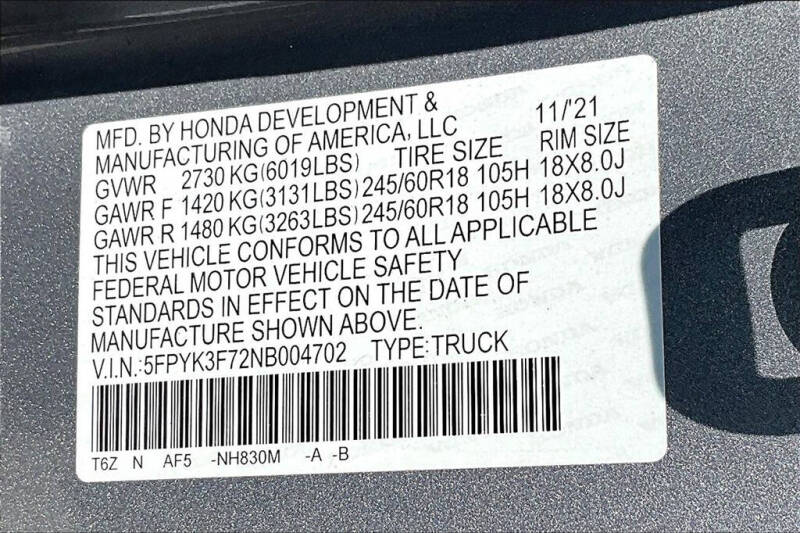 MFD. BY HONDA DEVELOPMENT & 11/'21
MANUFACTURING OF AMERICA, LLC
GVWR 2730 KG(6019LBS) TIRE SIZE RIM SIZE
GAWR F 1420 KG(3131LBS) 245/60R18 105H 18X8.0J
GAWR R 1480 KG(3263LBS) 245/60R18 105H 18X8.0J
THIS VEHICLE CONFORMS TO ALL APPLICABLE
FEDERAL MOTOR VEHICLE SAFETY
STANDARDS IN EFFECT ON THE DATE OF
MANUFACTURE SHOWN ABOVE.
V.I.N.:5FPYK3F72NB004702 TYPE:TRUCK
T6Z N AF5 -NH830M -A -B